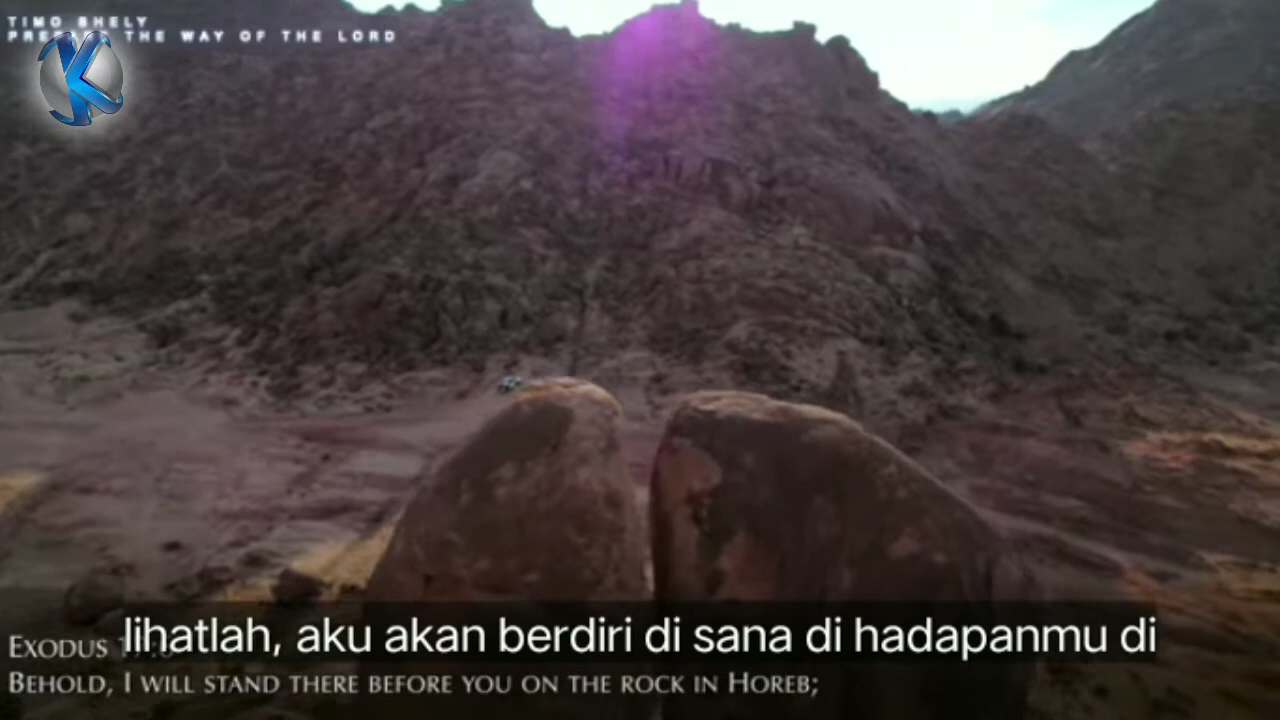 TIMO SHELY
THE WAY OF THE LORD
EXODUS
lihatlah, aku akan berdiri di sana di hadapanmu di
BEHOLD, I WILL STAND THERE BEFORE YOU ON THE ROCK IN HOREB;